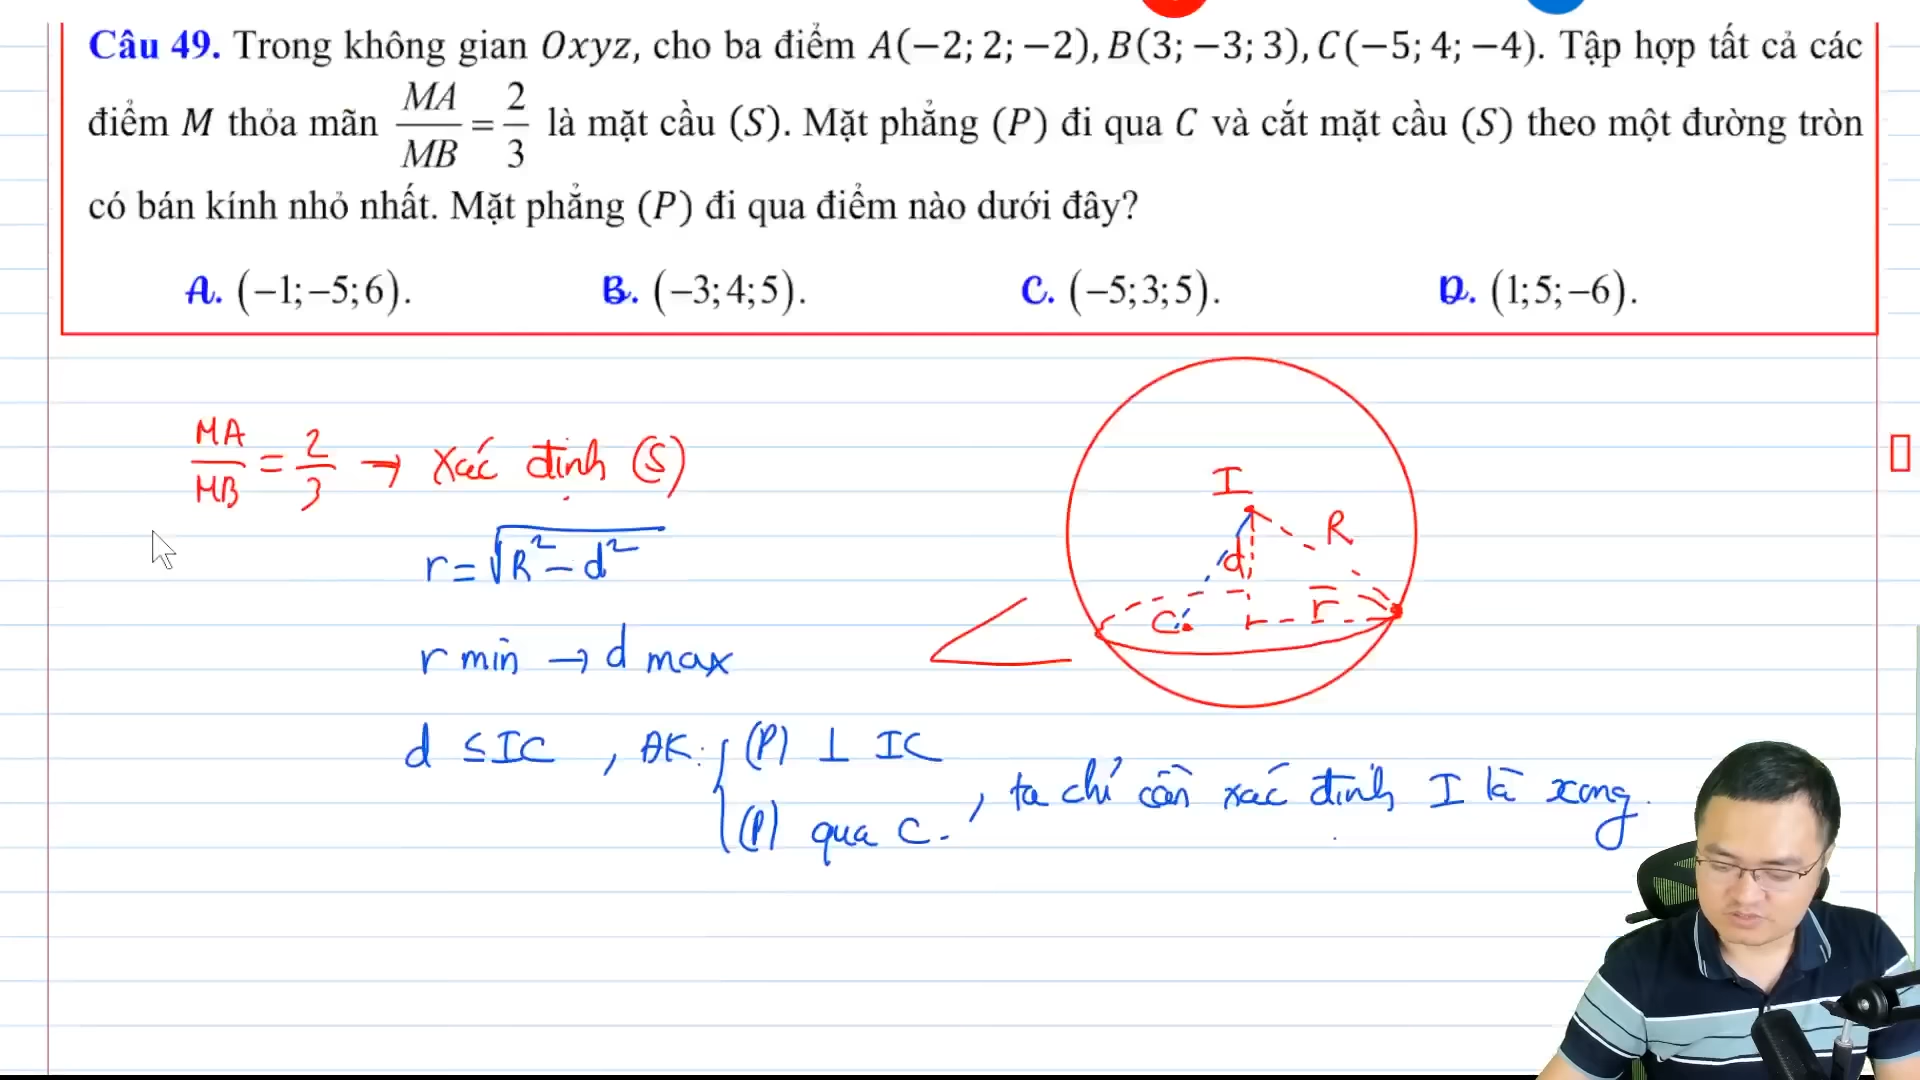 Câu 49. Trong không gian Oxyz, cho ba điểm A(−2; 2; −2), B(3; −3; 3), C(−5; 4; −4). Tập hợp tất cả các
điểm M thỏa mãn MA/MB = 2/3 là mặt cầu (S). Mặt phẳng (P) đi qua C và cắt mặt cầu (S) theo một đường tròn
có bán kính nhỏ nhất. Mặt phẳng (P) đi qua điểm nào dưới đây?
A. (−1;−5;6). B. (−3;4;5). C. (−5;3;5). D. (1;5;−6).
MA/MB = 2/3 → xác định (S)
r = √(R² − d²)
r min → d max
d ≤ IC , ĐK: { (P) ⊥ IC
(P) qua C. , ta chỉ cần xác định I là xong.
I
R
d
C
r